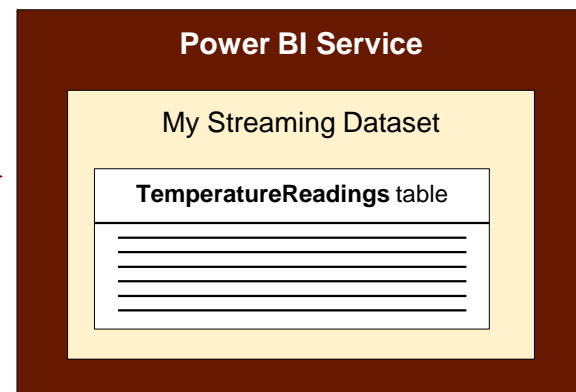 Power BI Service
My Streaming Dataset
TemperatureReadings table